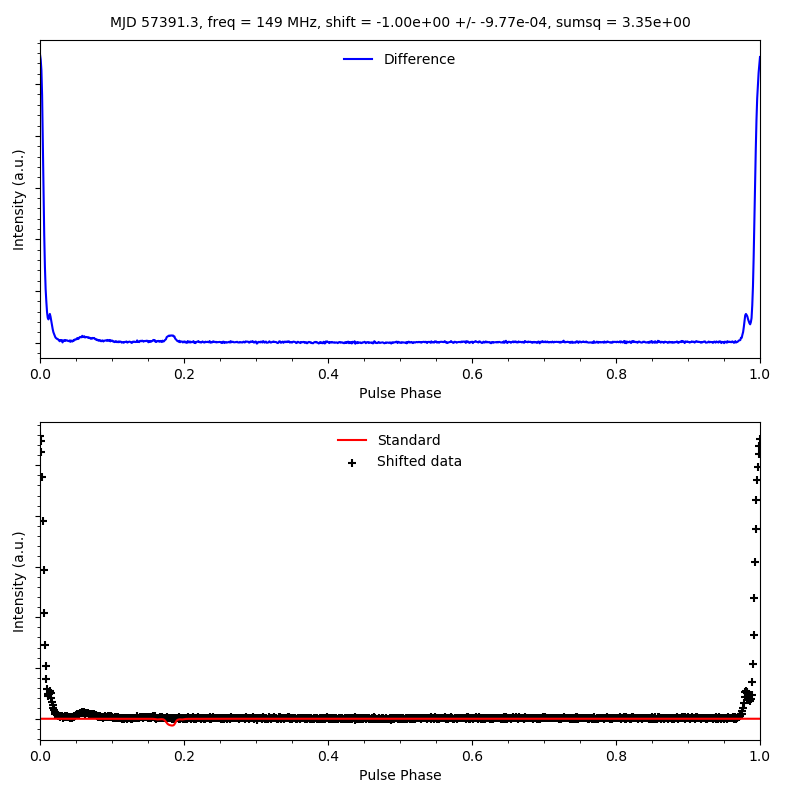 MJD 57391.3, freq = 149 MHz, shift = -1.00e+00 +/- -9.77e-04, sumsq = 3.35e+00
Difference
Intensity (a.u.)
0.0 0.2 0.4 0.6 0.8 1.0
Pulse Phase
Standard
Shifted data
Intensity (a.u.)
0.0 0.2 0.4 0.6 0.8 1.0
Pulse Phase